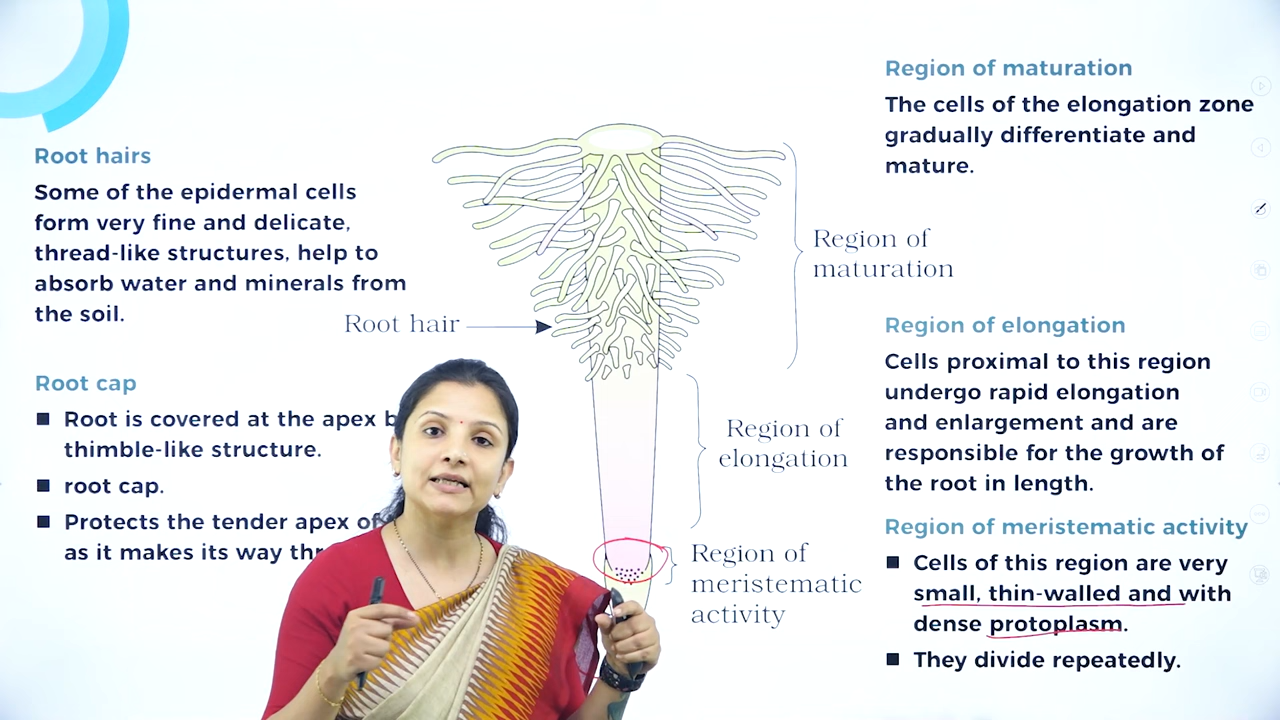 Root hairs
Some of the epidermal cells
form very fine and delicate,
thread-like structures, help to
absorb water and minerals from
the soil.
Root cap
Root is covered at the apex
thimble-like structure.
root cap.
Protects the tender apex
as it makes its way
Root hair
Region of
maturation
Region of
elongation
Region of
meristematic
activity
Region of maturation
The cells of the elongation zone
gradually differentiate and
mature.
Region of elongation
Cells proximal to this region
undergo rapid elongation
and enlargement and are
responsible for the growth of
the root in length.
Region of meristematic activity
Cells of this region are very
small, thin-walled and with
dense protoplasm.
They divide repeatedly.